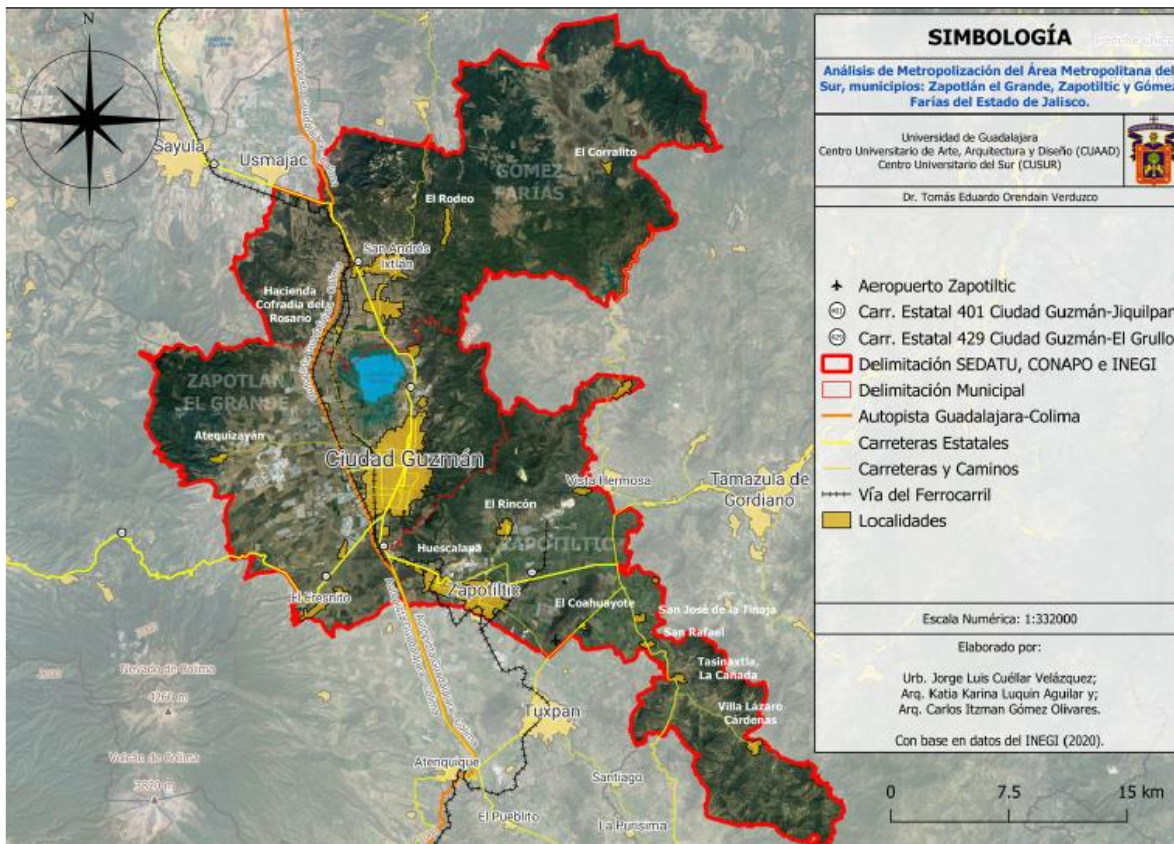 N
SIMBOLOGÍA
Análisis de Metropolización del Área Metropolitana del
Sur, municipios: Zapotlán el Grande, Zapotiltic y Gómez
Farías del Estado de Jalisco.
Universidad de Guadalajara
Centro Universitario de Arte, Arquitectura y Diseño (CUAAD)
Centro Universitario del Sur (CUSUR)
Dr. Tomás Eduardo Orendain Verduzco
Aeropuerto Zapotiltic
Carr. Estatal 401 Ciudad Guzmán-Jiquilpan
Carr. Estatal 429 Ciudad Guzmán-El Grullo
Delimitación SEDATU, CONAPO e INEGI
Delimitación Municipal
Autopista Guadalajara-Colima
Carreteras Estatales
Carreteras y Caminos
Vía del Ferrocarril
Localidades
Escala Numérica: 1:332000
Elaborado por:
Urb. Jorge Luis Cuéllar Velázquez;
Arq. Katia Karina Luquin Aguilar y;
Arq. Carlos Itzman Gómez Olivares.
Con base en datos del INEGI (2020).
0 7.5 15 km
Sayula
Usmajac
El Corralito
GÓMEZ
FARÍAS
El Rodeo
San Andrés
Ixtlán
Hacienda
Cofradia del
Rosario
ZAPOTLÁN
EL GRANDE
Atequizayán
Ciudad Guzmán
Vista Hermosa
Tamazula de
Gordiano
El Rincón
Huescalapa
ZAPOTILTIC
Zapotiltic
El Fresnito
El Coahuayote
San José de la Tinaja
San Rafael
Tasinaxtla,
La Cañada
Villa Lázaro
Cárdenas
Nevado de Colima
4260 m
Volcán de Colima
3820 m
Tuxpan
Atenquique
Santiago
El Pueblito
La Purísima